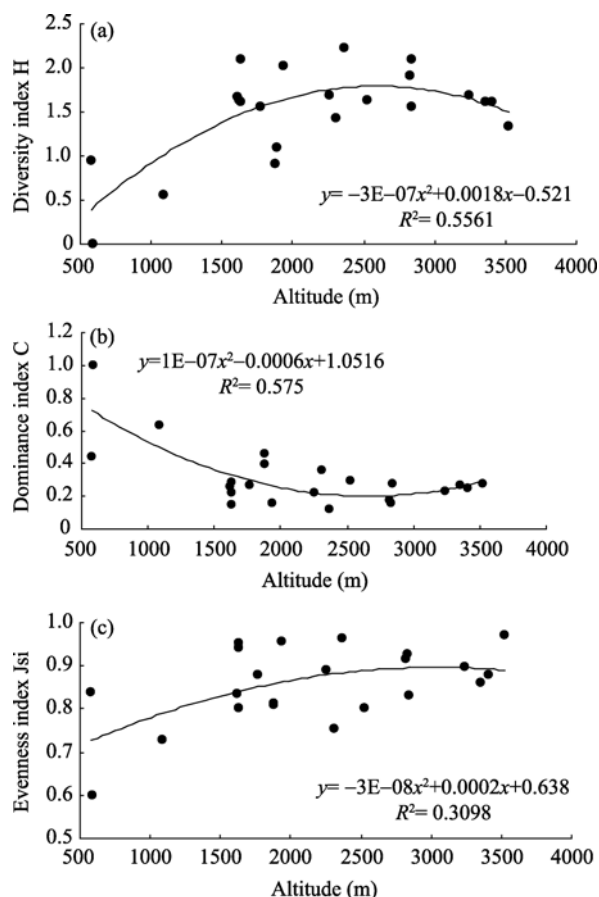 (a)
2.5
2.0
1.5
1.0
0.5
0
Diversity index H
y= −3E−07x²+0.0018x−0.521
R²= 0.5561
500 1000 1500 2000 2500 3000 3500 4000
Altitude (m)
(b)
1.2
1.0
0.8
0.6
0.4
0.2
0
Dominance index C
y=1E−07x²−0.0006x+1.0516
R²= 0.575
500 1000 1500 2000 2500 3000 3500 4000
Altitude (m)
(c)
1.0
0.9
0.8
0.7
0.6
0.5
Evenness index Jsi
y= −3E−08x²+0.0002x+0.638
R²= 0.3098
500 1000 1500 2000 2500 3000 3500 4000
Altitude (m)